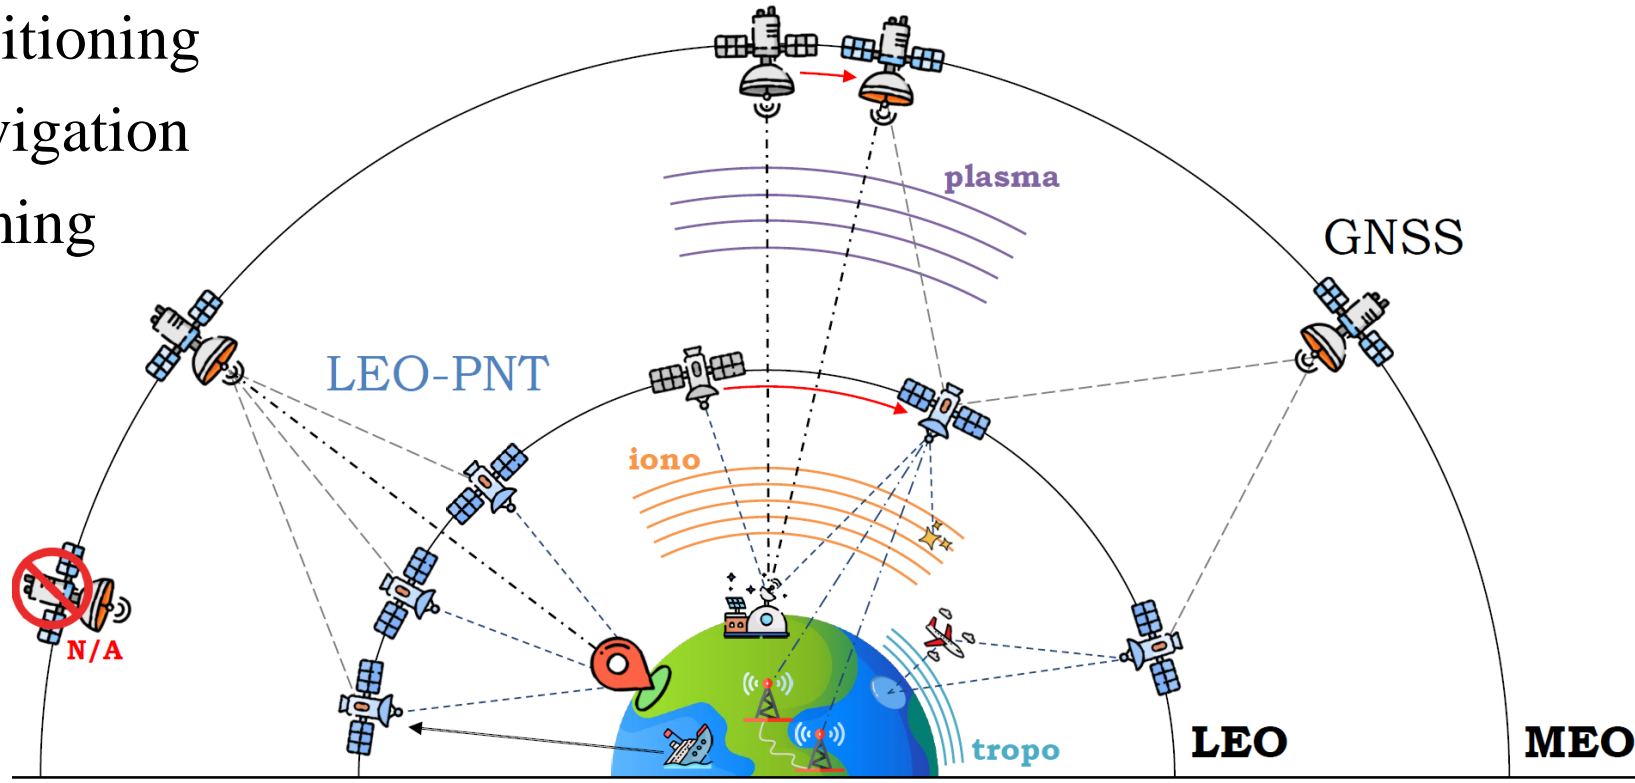 itioning
vigation
ning
plasma
GNSS
LEO-PNT
iono
N/A
tropo
LEO
MEO